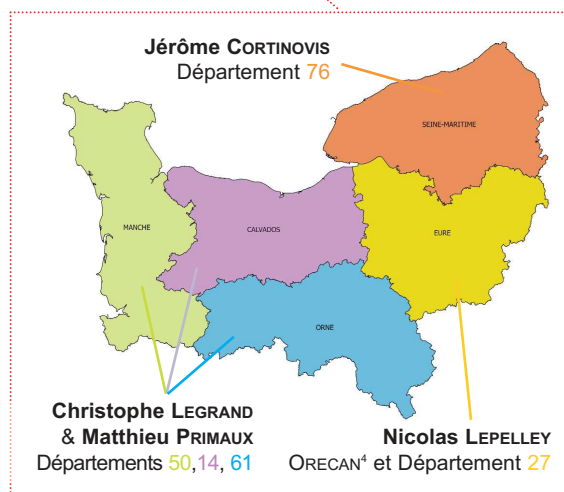 Jérôme CORTINOVIS
Département 76
SEINE-MARITIME
MANCHE
CALVADOS
EURE
ORNE
Christophe LEGRAND
& Matthieu PRIMAUX
Départements 50,14, 61
Nicolas LEPELLEY
ORECAN⁴ et Département 27